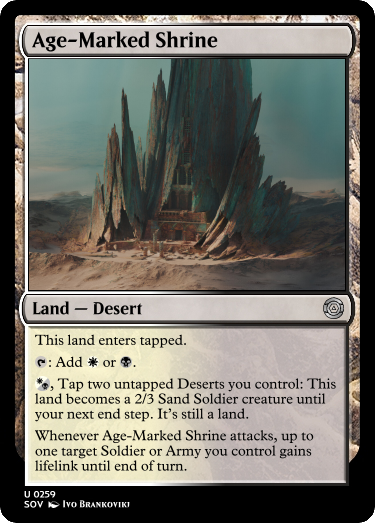 Age-Marked Shrine
Land — Desert
This land enters tapped.
: Add or .
, Tap two untapped Deserts you control: This
land becomes a 2/3 Sand Soldier creature until
your next end step. It's still a land.
Whenever Age-Marked Shrine attacks, up to
one target Soldier or Army you control gains
lifelink until end of turn.
U 0259
SOV Ivo Brankoviki